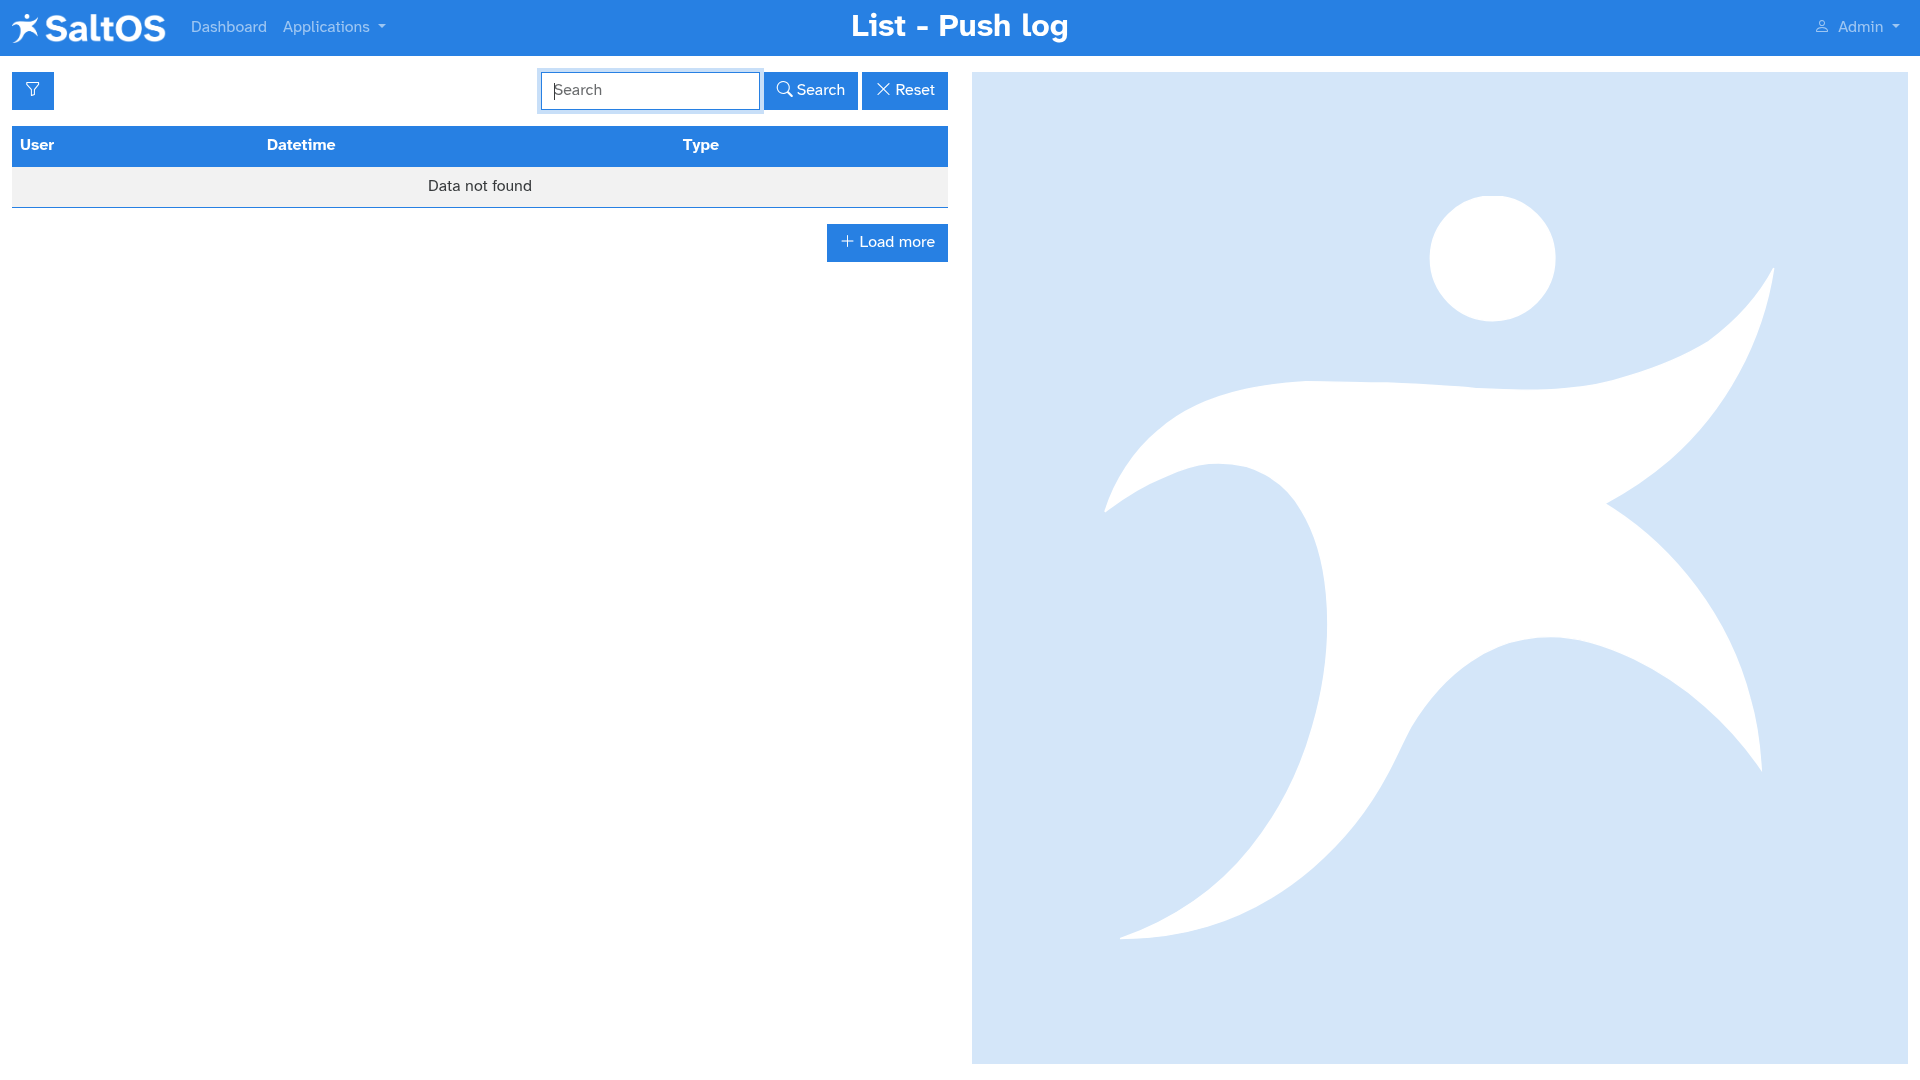 SaltOS Dashboard Applications List - Push log Admin
Search Search Reset
User Datetime Type
Data not found
Load more